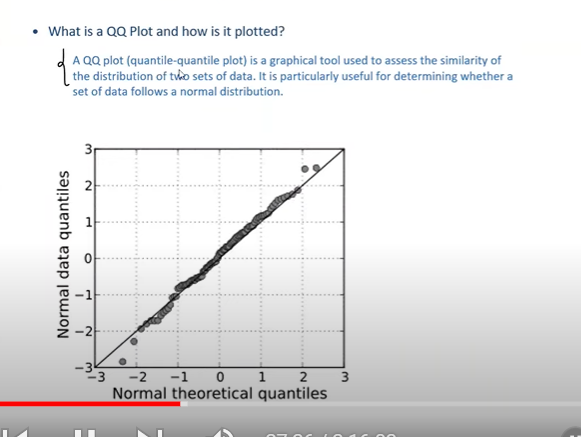 • What is a QQ Plot and how is it plotted?
A QQ plot (quantile-quantile plot) is a graphical tool used to assess the similarity of
the distribution of two sets of data. It is particularly useful for determining whether a
set of data follows a normal distribution.
3
2
1
0
−1
−2
−3
Normal data quantiles
−3 −2 −1 0 1 2 3
Normal theoretical quantiles